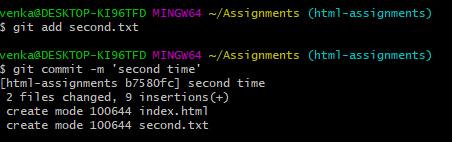 venka@DESKTOP-KI96TFD MINGW64 ~/Assignments (html-assignments)
$ git add second.txt
venka@DESKTOP-KI96TFD MINGW64 ~/Assignments (html-assignments)
$ git commit -m 'second time'
[html-assignments b7580fc] second time
 2 files changed, 9 insertions(+)
 create mode 100644 index.html
 create mode 100644 second.txt